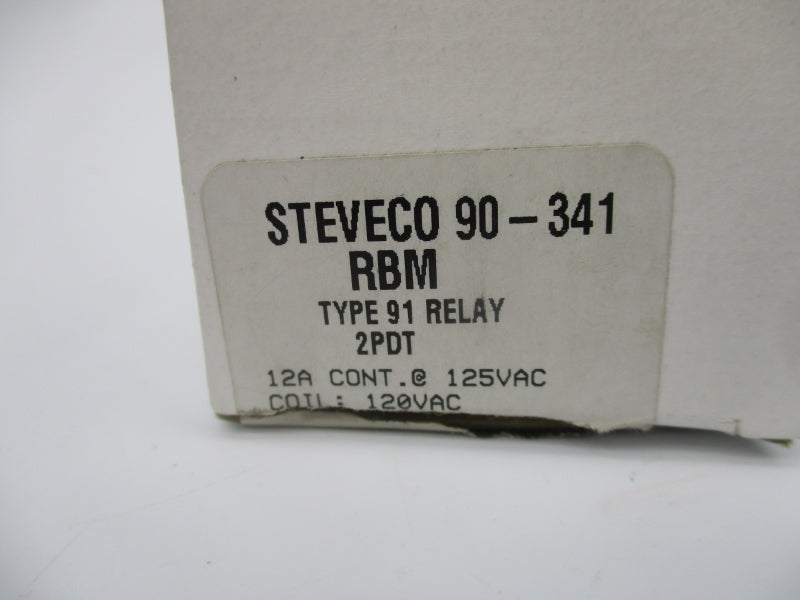 STEVECO 90-341
RBM
TYPE 91 RELAY
2PDT
12A CONT.@ 125VAC
COIL: 120VAC